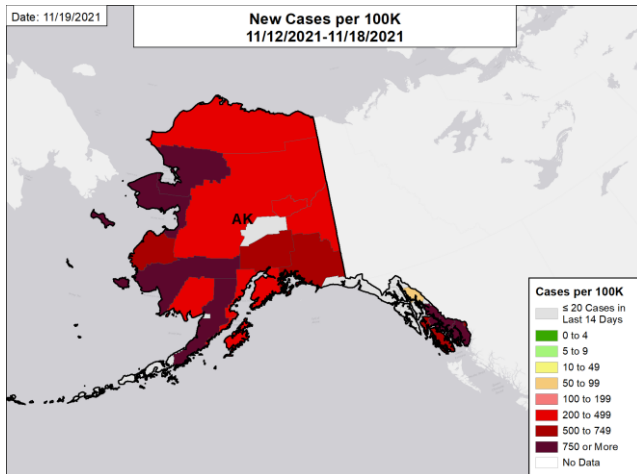 Date: 11/19/2021
New Cases per 100K
11/12/2021-11/18/2021
AK
Cases per 100K
≤ 20 Cases in
Last 14 Days
0 to 4
5 to 9
10 to 49
50 to 99
100 to 199
200 to 499
500 to 749
750 or More
No Data